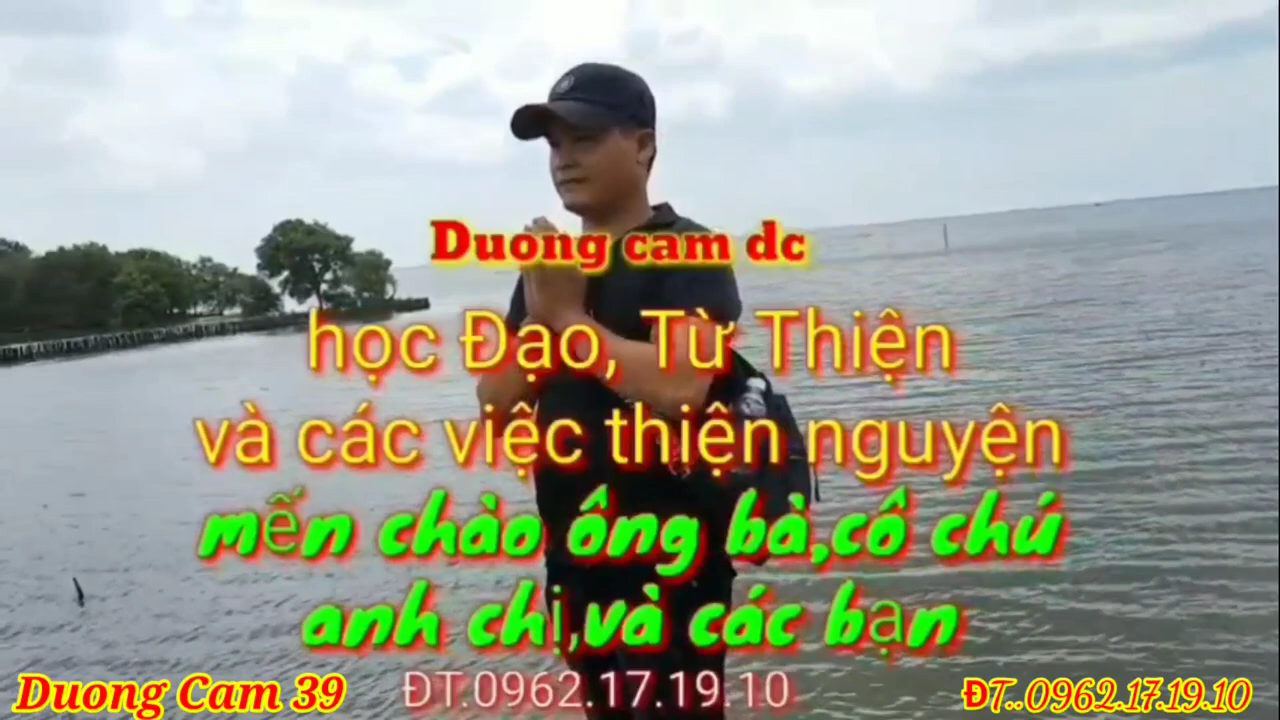 Duong cam dc
học Đạo, Từ Thiện
và các việc thiện nguyện
mến chào ông bà,cô chú
anh chị,và các bạn
Duong Cam 39
ĐT.0962.17.19.10
ĐT..0962.17.19.10